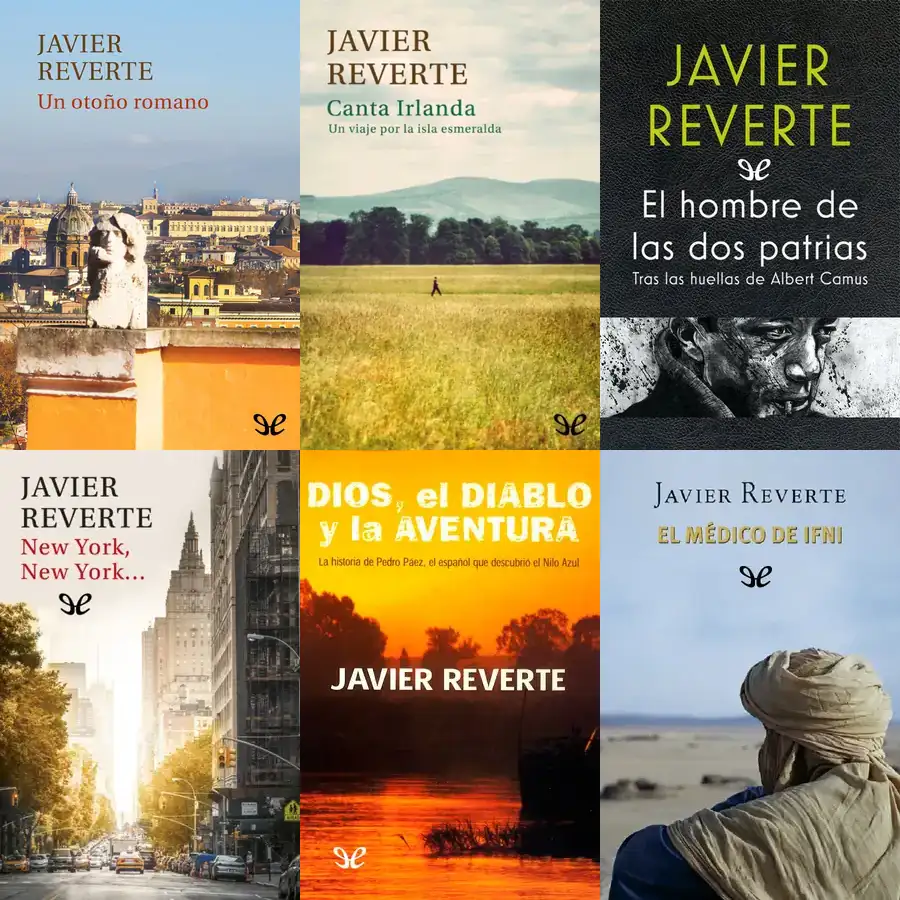 JAVIER
REVERTE
Un otoño romano
JAVIER
REVERTE
Canta Irlanda
Un viaje por la isla esmeralda
JAVIER
REVERTE
El hombre de
las dos patrias
Tras las huellas de Albert Camus
JAVIER
REVERTE
New York,
New York...
DIOS, el DIABLO
y la AVENTURA
La historia de Pedro Páez, el español que descubrió el Nilo Azul
JAVIER REVERTE
JAVIER REVERTE
EL MÉDICO DE IFNI